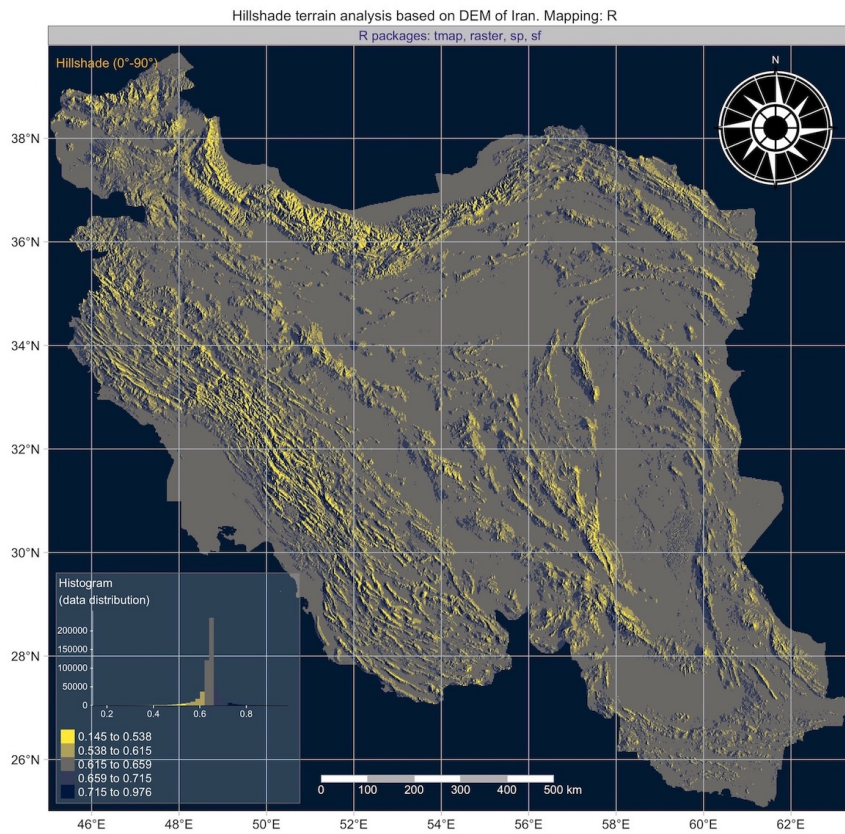 Hillshade terrain analysis based on DEM of Iran. Mapping: R
R packages: tmap, raster, sp, sf
Hillshade (0°-90°)
N
38°N
36°N
34°N
32°N
30°N
28°N
26°N
Histogram
(data distribution)
200000
150000
100000
50000
0
0.2 0.4 0.6 0.8
0.145 to 0.538
0.538 to 0.615
0.615 to 0.659
0.659 to 0.715
0.715 to 0.976
0 100 200 300 400 500 km
46°E 48°E 50°E 52°E 54°E 56°E 58°E 60°E 62°E